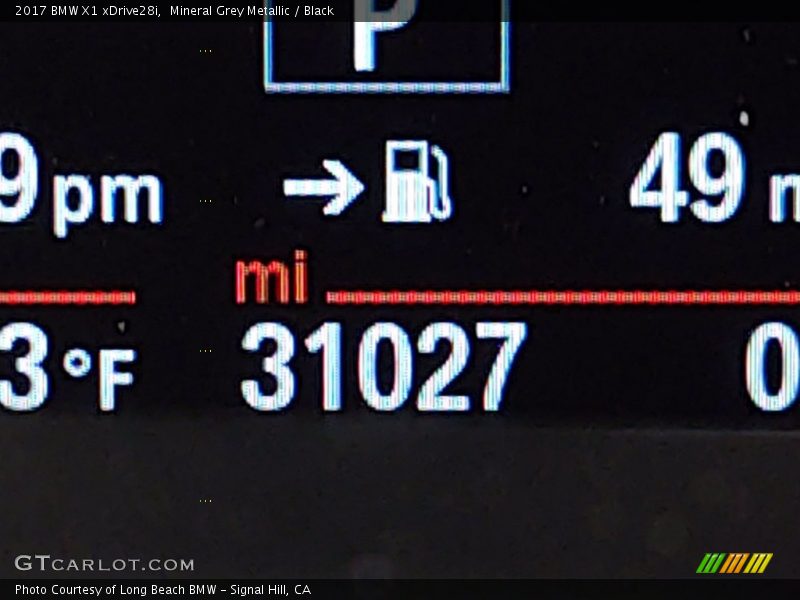 2017 BMW X1 xDrive28i, Mineral Grey Metallic / Black
P
9 pm → 49
mi
3 °F 31027 0
GTCARLOT.COM
Photo Courtesy of Long Beach BMW - Signal Hill, CA